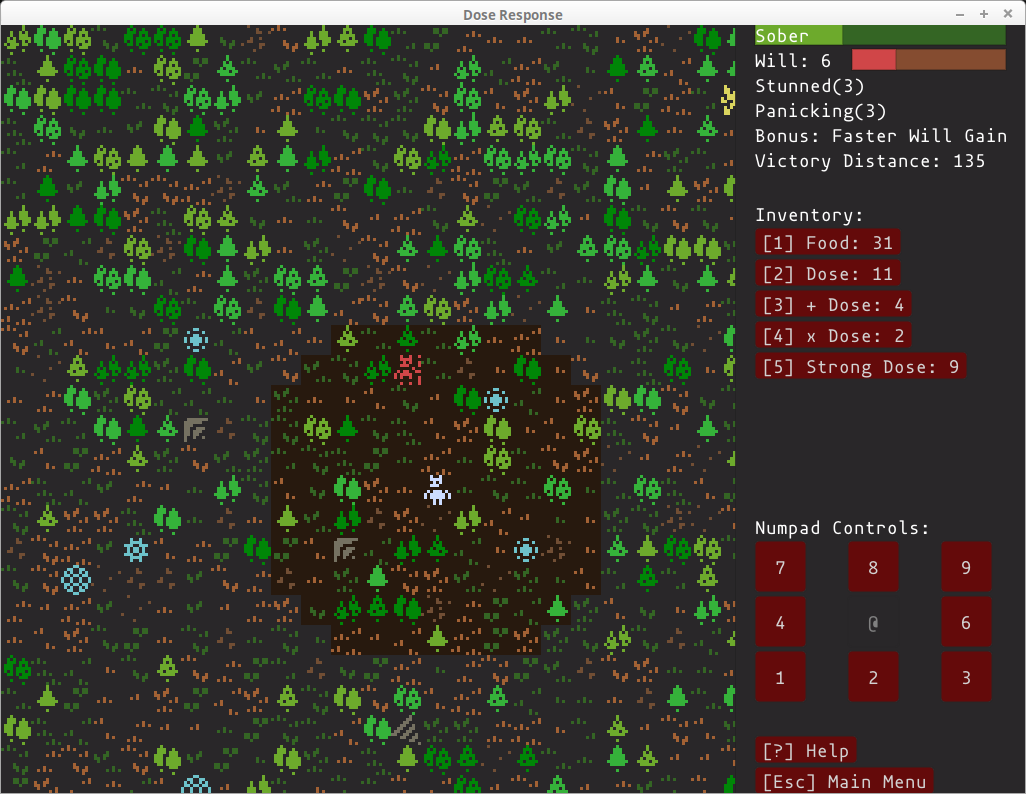 Dose Response
Sober
Will: 6
Stunned(3)
Panicking(3)
Bonus: Faster Will Gain
Victory Distance: 135
Inventory:
[1] Food: 31
[2] Dose: 11
[3] + Dose: 4
[4] x Dose: 2
[5] Strong Dose: 9
Numpad Controls:
7 8 9
4 @ 6
1 2 3
[?] Help
[Esc] Main Menu